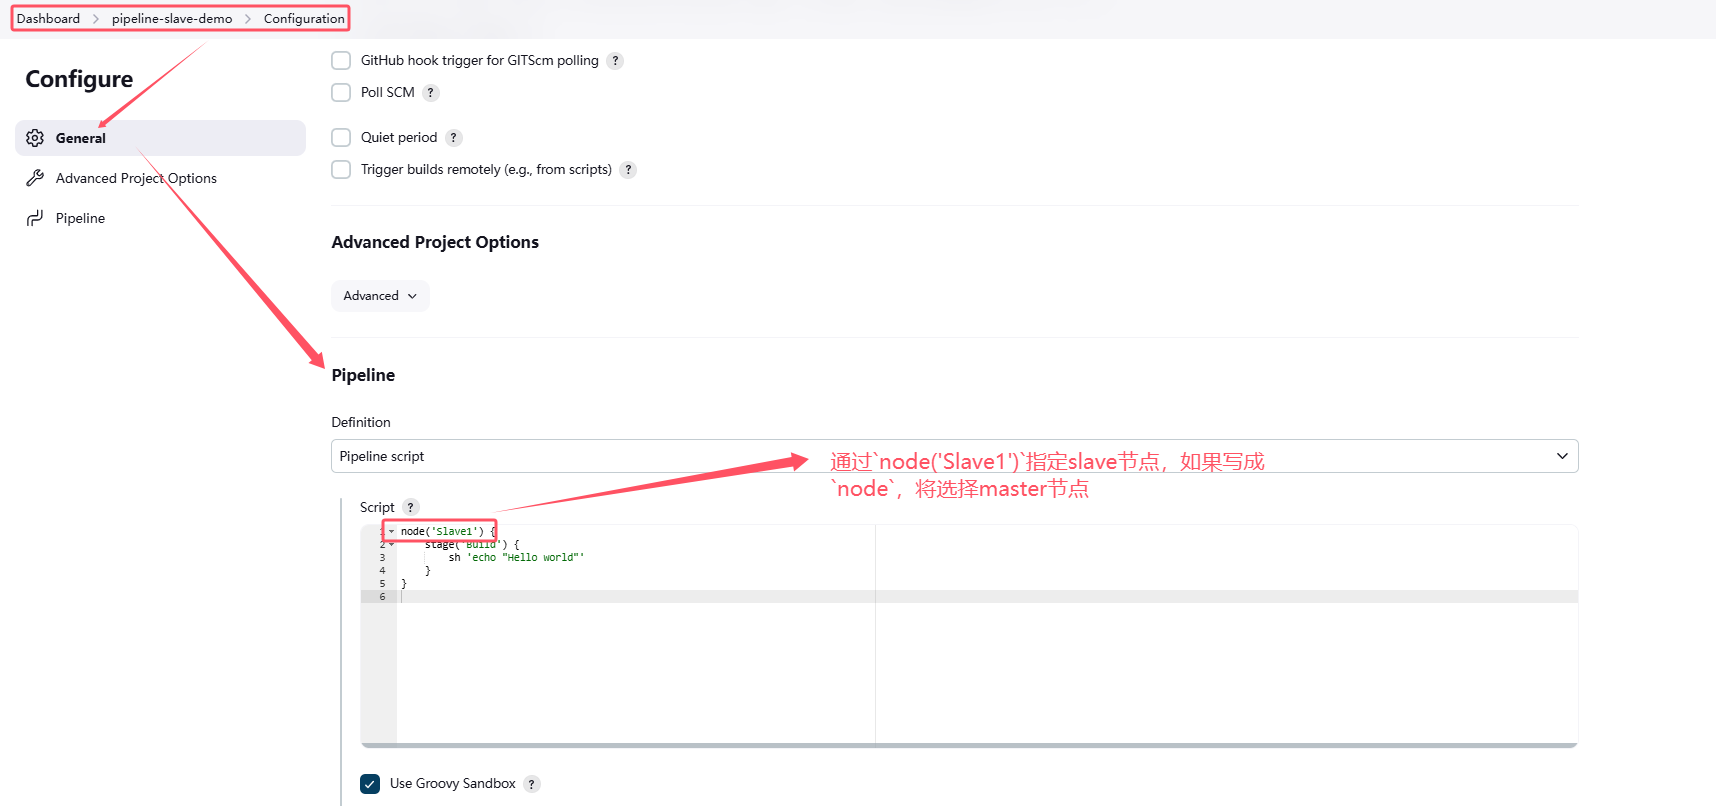 Dashboard > pipeline-slave-demo > Configuration
Configure
General
Advanced Project Options
Pipeline
GitHub hook trigger for GITScm polling ?
Poll SCM ?
Quiet period ?
Trigger builds remotely (e.g., from scripts) ?
Advanced Project Options
Advanced
Pipeline
Definition
Pipeline script
通过`node('Slave1')`指定slave节点，如果写成
`node`，将选择master节点
Script ?
1 node('Slave1') {
2 stage('Build') {
3 sh 'echo "Hello world"'
4 }
5 }
6
Use Groovy Sandbox ?